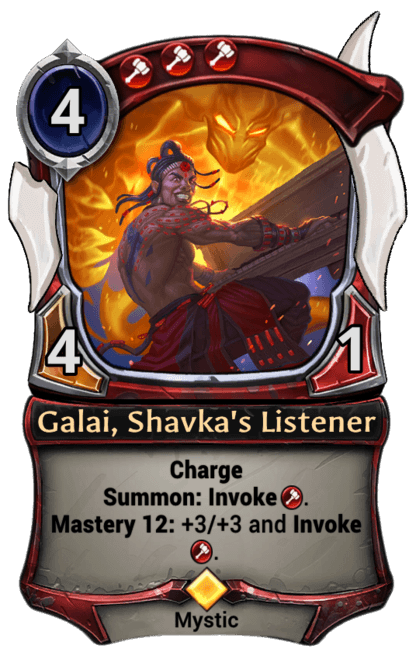 4
4
1
Galai, Shavka's Listener
Charge
Summon: Invoke .
Mastery 12: +3/+3 and Invoke
.
Mystic